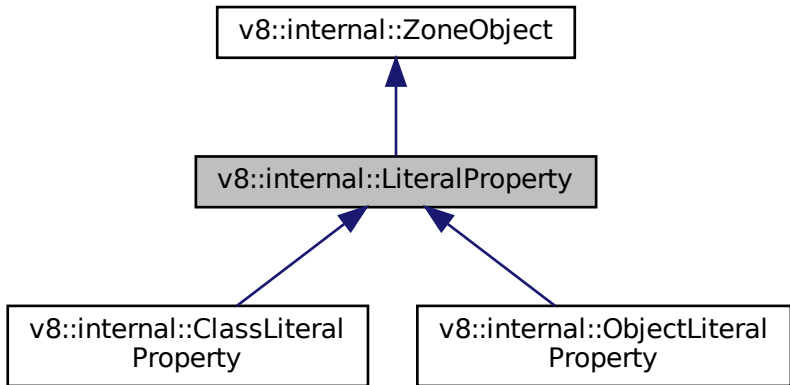 v8::internal::ZoneObject
v8::internal::LiteralProperty
v8::internal::ClassLiteral
Property
v8::internal::ObjectLiteral
Property